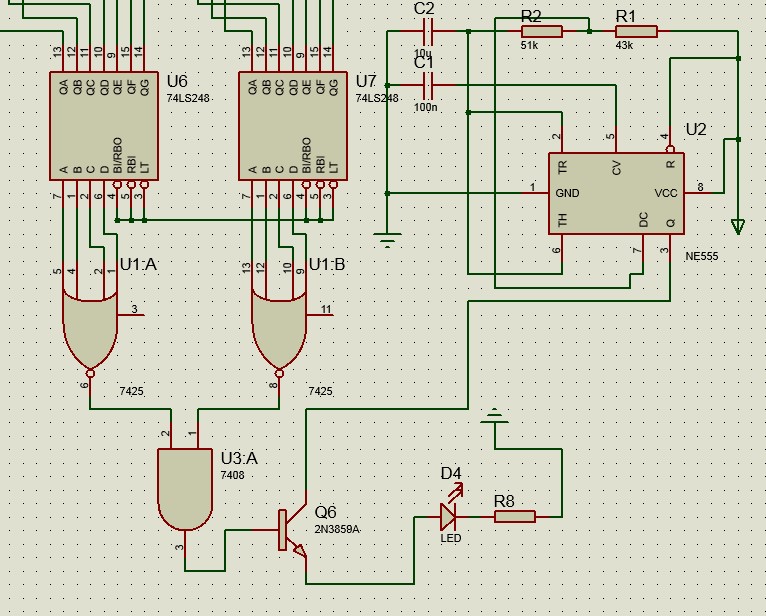 C2
10u
C1
100n
R2
51k
R1
43k
13 12 11 10 9 15 14
QA QB QC QD QE QF QG
U6
74LS248
A B C D BI/RBO RBI LT
7 1 2 6 4 5 3
13 12 11 10 9 15 14
QA QB QC QD QE QF QG
U7
74LS248
A B C D BI/RBO RBI LT
7 1 2 6 4 5 3
2 5 4
U2
TR CV R
1 GND VCC 8
TH DC Q
6 7 3
NE555
U1:A
5 4 2 1
3
6
7425
U1:B
13 12 10 9
11
8
7425
2 1
U3:A
7408
3
Q6
2N3859A
D4
LED
R8